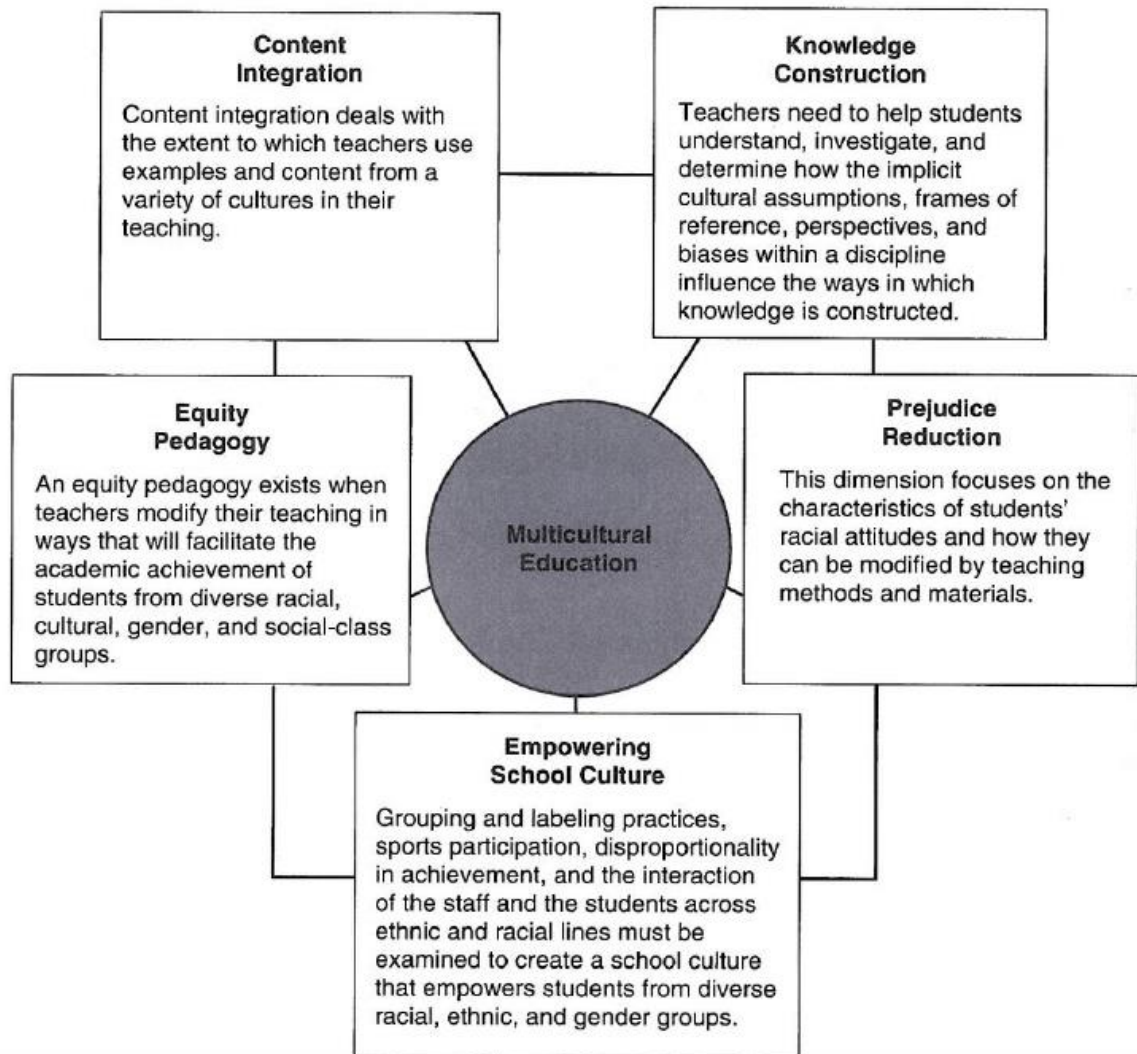 Content
Integration
Content integration deals with
the extent to which teachers use
examples and content from a
variety of cultures in their
teaching.
Knowledge
Construction
Teachers need to help students
understand, investigate, and
determine how the implicit
cultural assumptions, frames of
reference, perspectives, and
biases within a discipline
influence the ways in which
knowledge is constructed.
Equity
Pedagogy
An equity pedagogy exists when
teachers modify their teaching in
ways that will facilitate the
academic achievement of
students from diverse racial,
cultural, gender, and social-class
groups.
Multicultural
Education
Prejudice
Reduction
This dimension focuses on the
characteristics of students'
racial attitudes and how they
can be modified by teaching
methods and materials.
Empowering
School Culture
Grouping and labeling practices,
sports participation, disproportionality
in achievement, and the interaction
of the staff and the students across
ethnic and racial lines must be
examined to create a school culture
that empowers students from diverse
racial, ethnic, and gender groups.